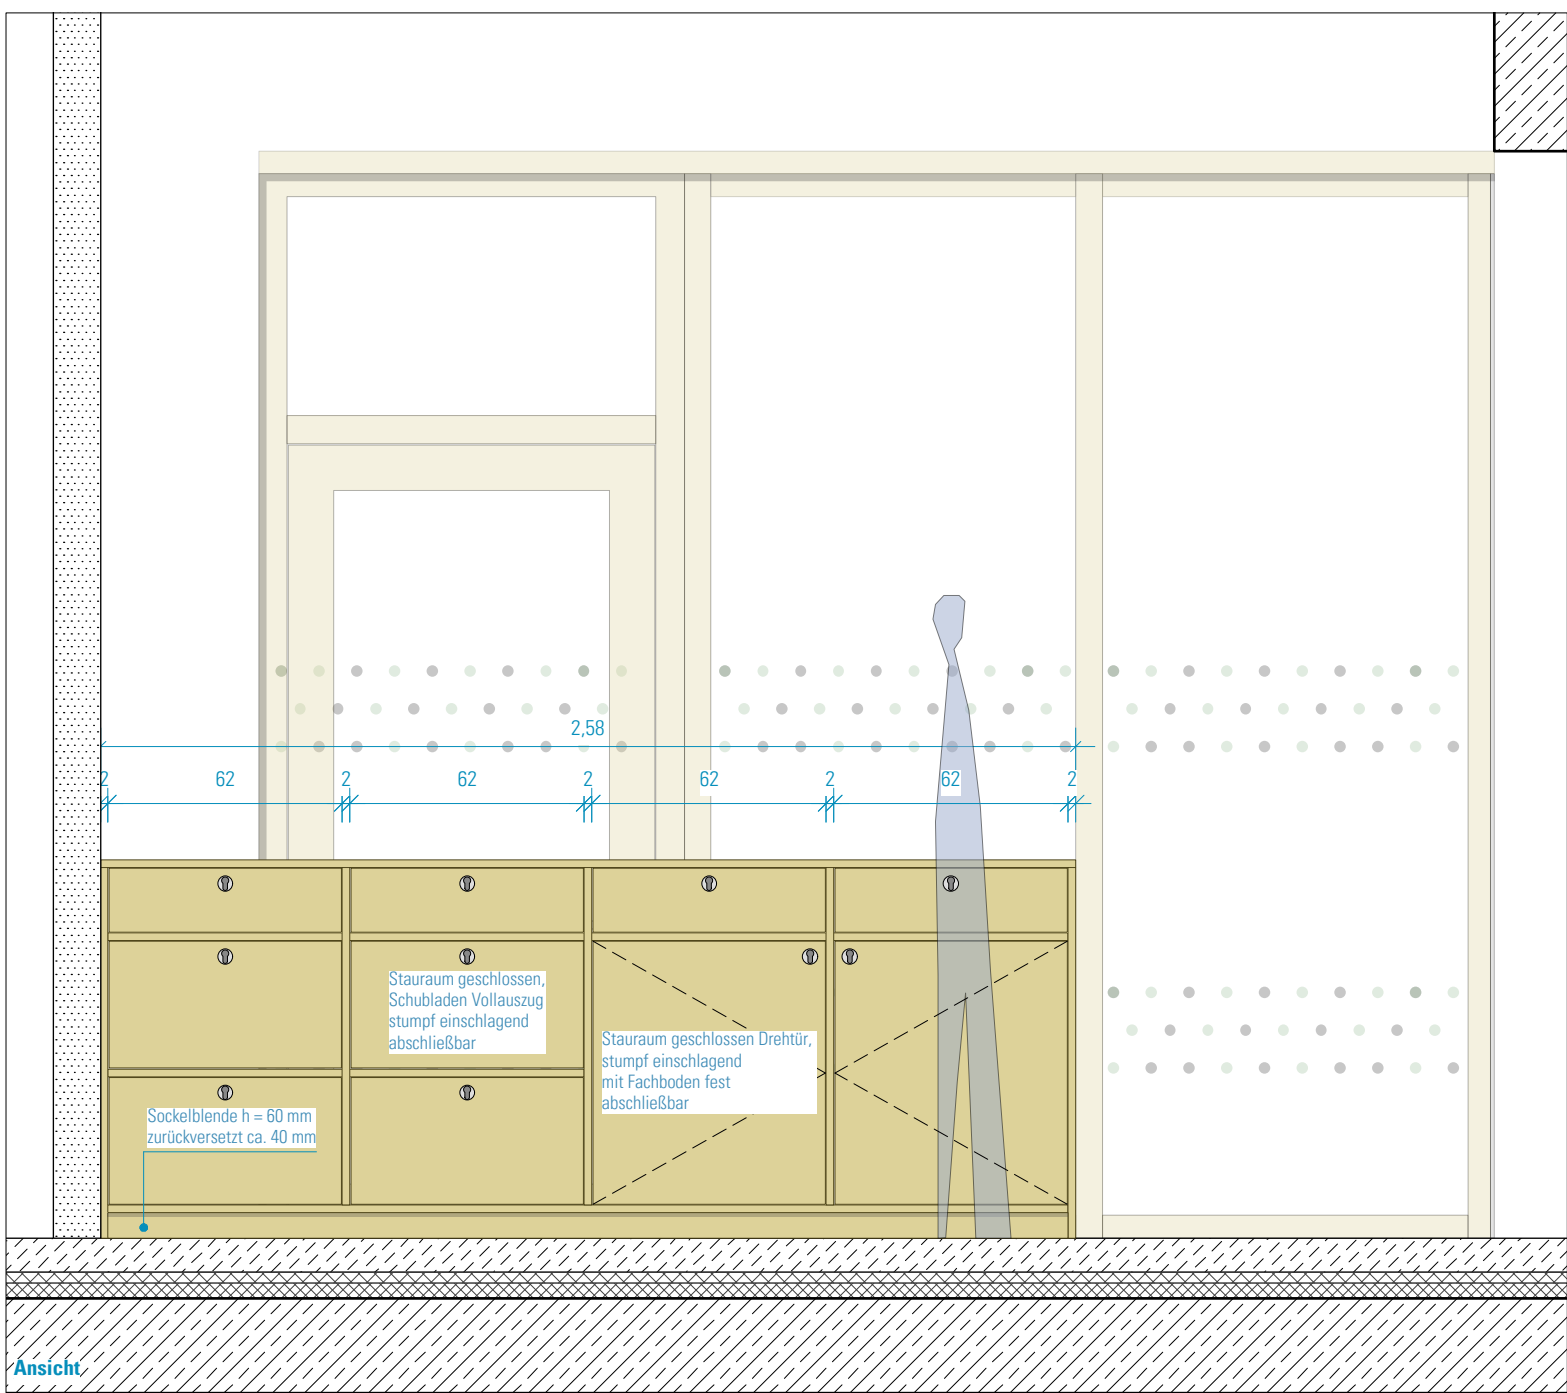 2,58
2 62 2 62 2 62 2 62 2
Stauraum geschlossen,
Schubladen Vollauszug
stumpf einschlagend
abschließbar
Stauraum geschlossen Drehtür,
stumpf einschlagend
mit Fachboden fest
abschließbar
Sockelblende h = 60 mm
zurückversetzt ca. 40 mm
Ansicht